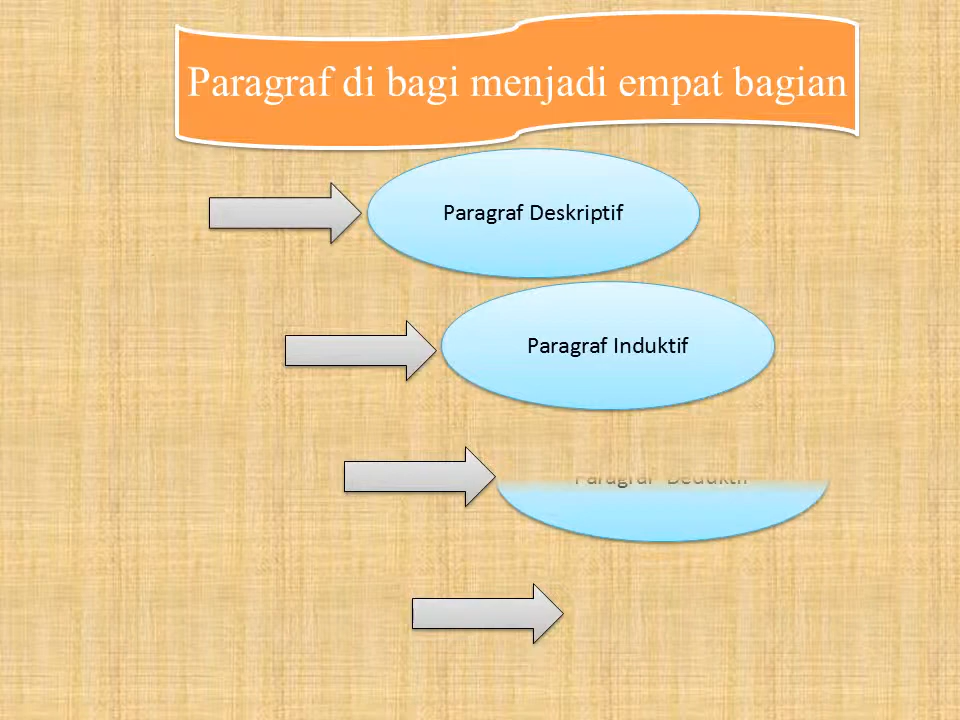 Paragraf di bagi menjadi empat bagian
Paragraf Deskriptif
Paragraf Induktif
Paragraf Deduktif